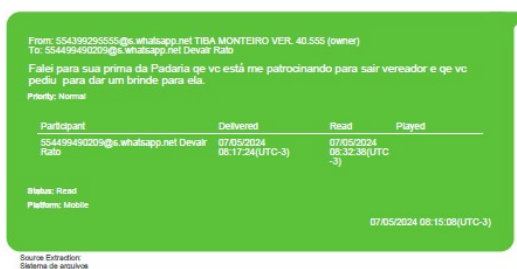 From: 554399295555@s.whatsapp.net TIBA MONTEIRO VER. 40.555 (owner)
To: 554499490209@s.whatsapp.net Devair Rato
Falei para sua prima da Padaria qe vc está me patrocinando para sair vereador e qe vc
pediu para dar um brinde para ela.
Priority: Normal
Participant Delivered Read Played
554499490209@s.whatsapp.net Devair 07/05/2024 07/05/2024
Rato 08:17:24(UTC-3) 08:32:36(UTC
-3)
Status: Read
Platform: Mobile
07/05/2024 08:15:08(UTC-3)
Source Extraction:
Sistema de arquivos